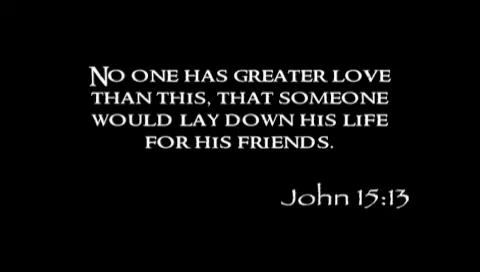 No one has greater love
than this, that someone
would lay down his life
for his friends.
John 15:13